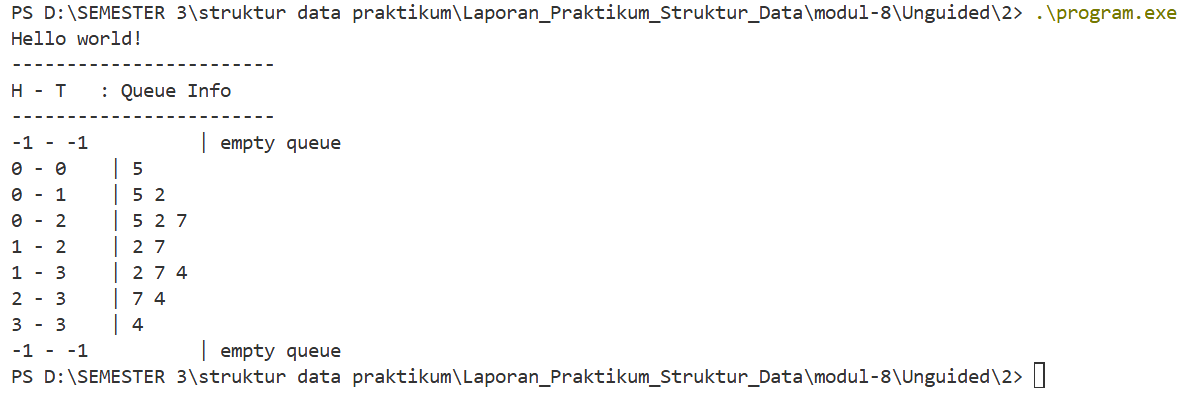 PS D:\SEMESTER 3\struktur data praktikum\Laporan_Praktikum_Struktur_Data\modul-8\Unguided\2> .\program.exe
Hello world!
------------------------
H - T   : Queue Info
------------------------
-1 - -1          | empty queue
0 - 0    | 5
0 - 1    | 5 2
0 - 2    | 5 2 7
1 - 2    | 2 7
1 - 3    | 2 7 4
2 - 3    | 7 4
3 - 3    | 4
-1 - -1          | empty queue
PS D:\SEMESTER 3\struktur data praktikum\Laporan_Praktikum_Struktur_Data\modul-8\Unguided\2>